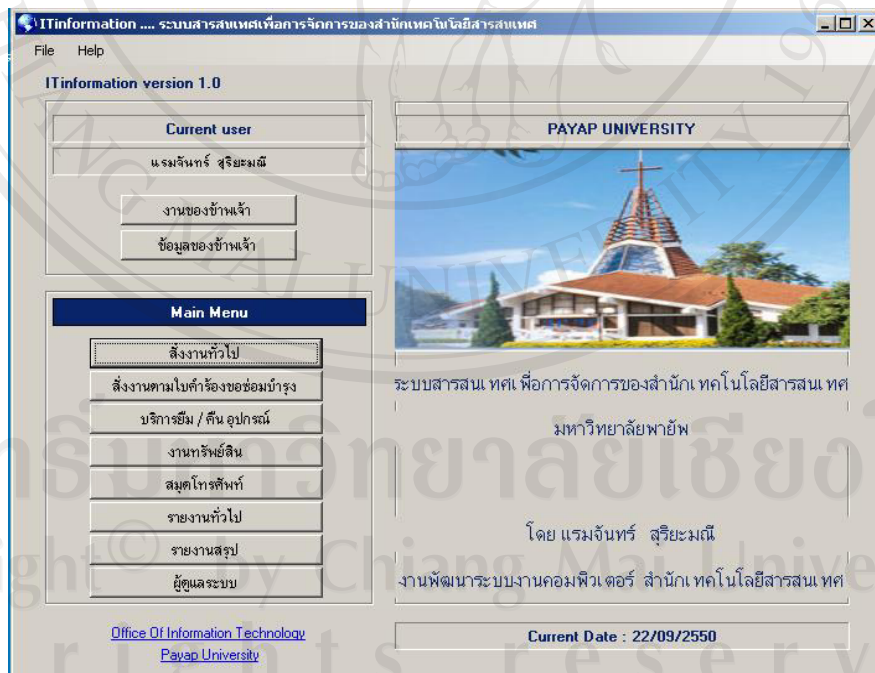 ITinformation .... ระบบสารสนเทศเพื่อการจัดการของสำนักเทคโนโลยีสารสนเทศ
File Help
ITinformation version 1.0
Current user
แรมจันทร์ สุริยะมณี
งานของข้าพเจ้า
ข้อมูลของข้าพเจ้า
Main Menu
สั่งงานทั่วไป
สั่งงานตามใบคำร้องขอซ่อมบำรุง
บริการยืม / คืน อุปกรณ์
งานทรัพย์สิน
สมุดโทรศัพท์
รายงานทั่วไป
รายงานสรุป
ผู้ดูแลระบบ
Office Of Information Technology
Payap University
PAYAP UNIVERSITY
ระบบสารสนเทศเพื่อการจัดการของสำนักเทคโนโลยีสารสนเทศ
มหาวิทยาลัยพายัพ
โดย แรมจันทร์ สุริยะมณี
งานพัฒนาระบบงานคอมพิวเตอร์ สำนักเทคโนโลยีสารสนเทศ
Current Date : 22/09/2550